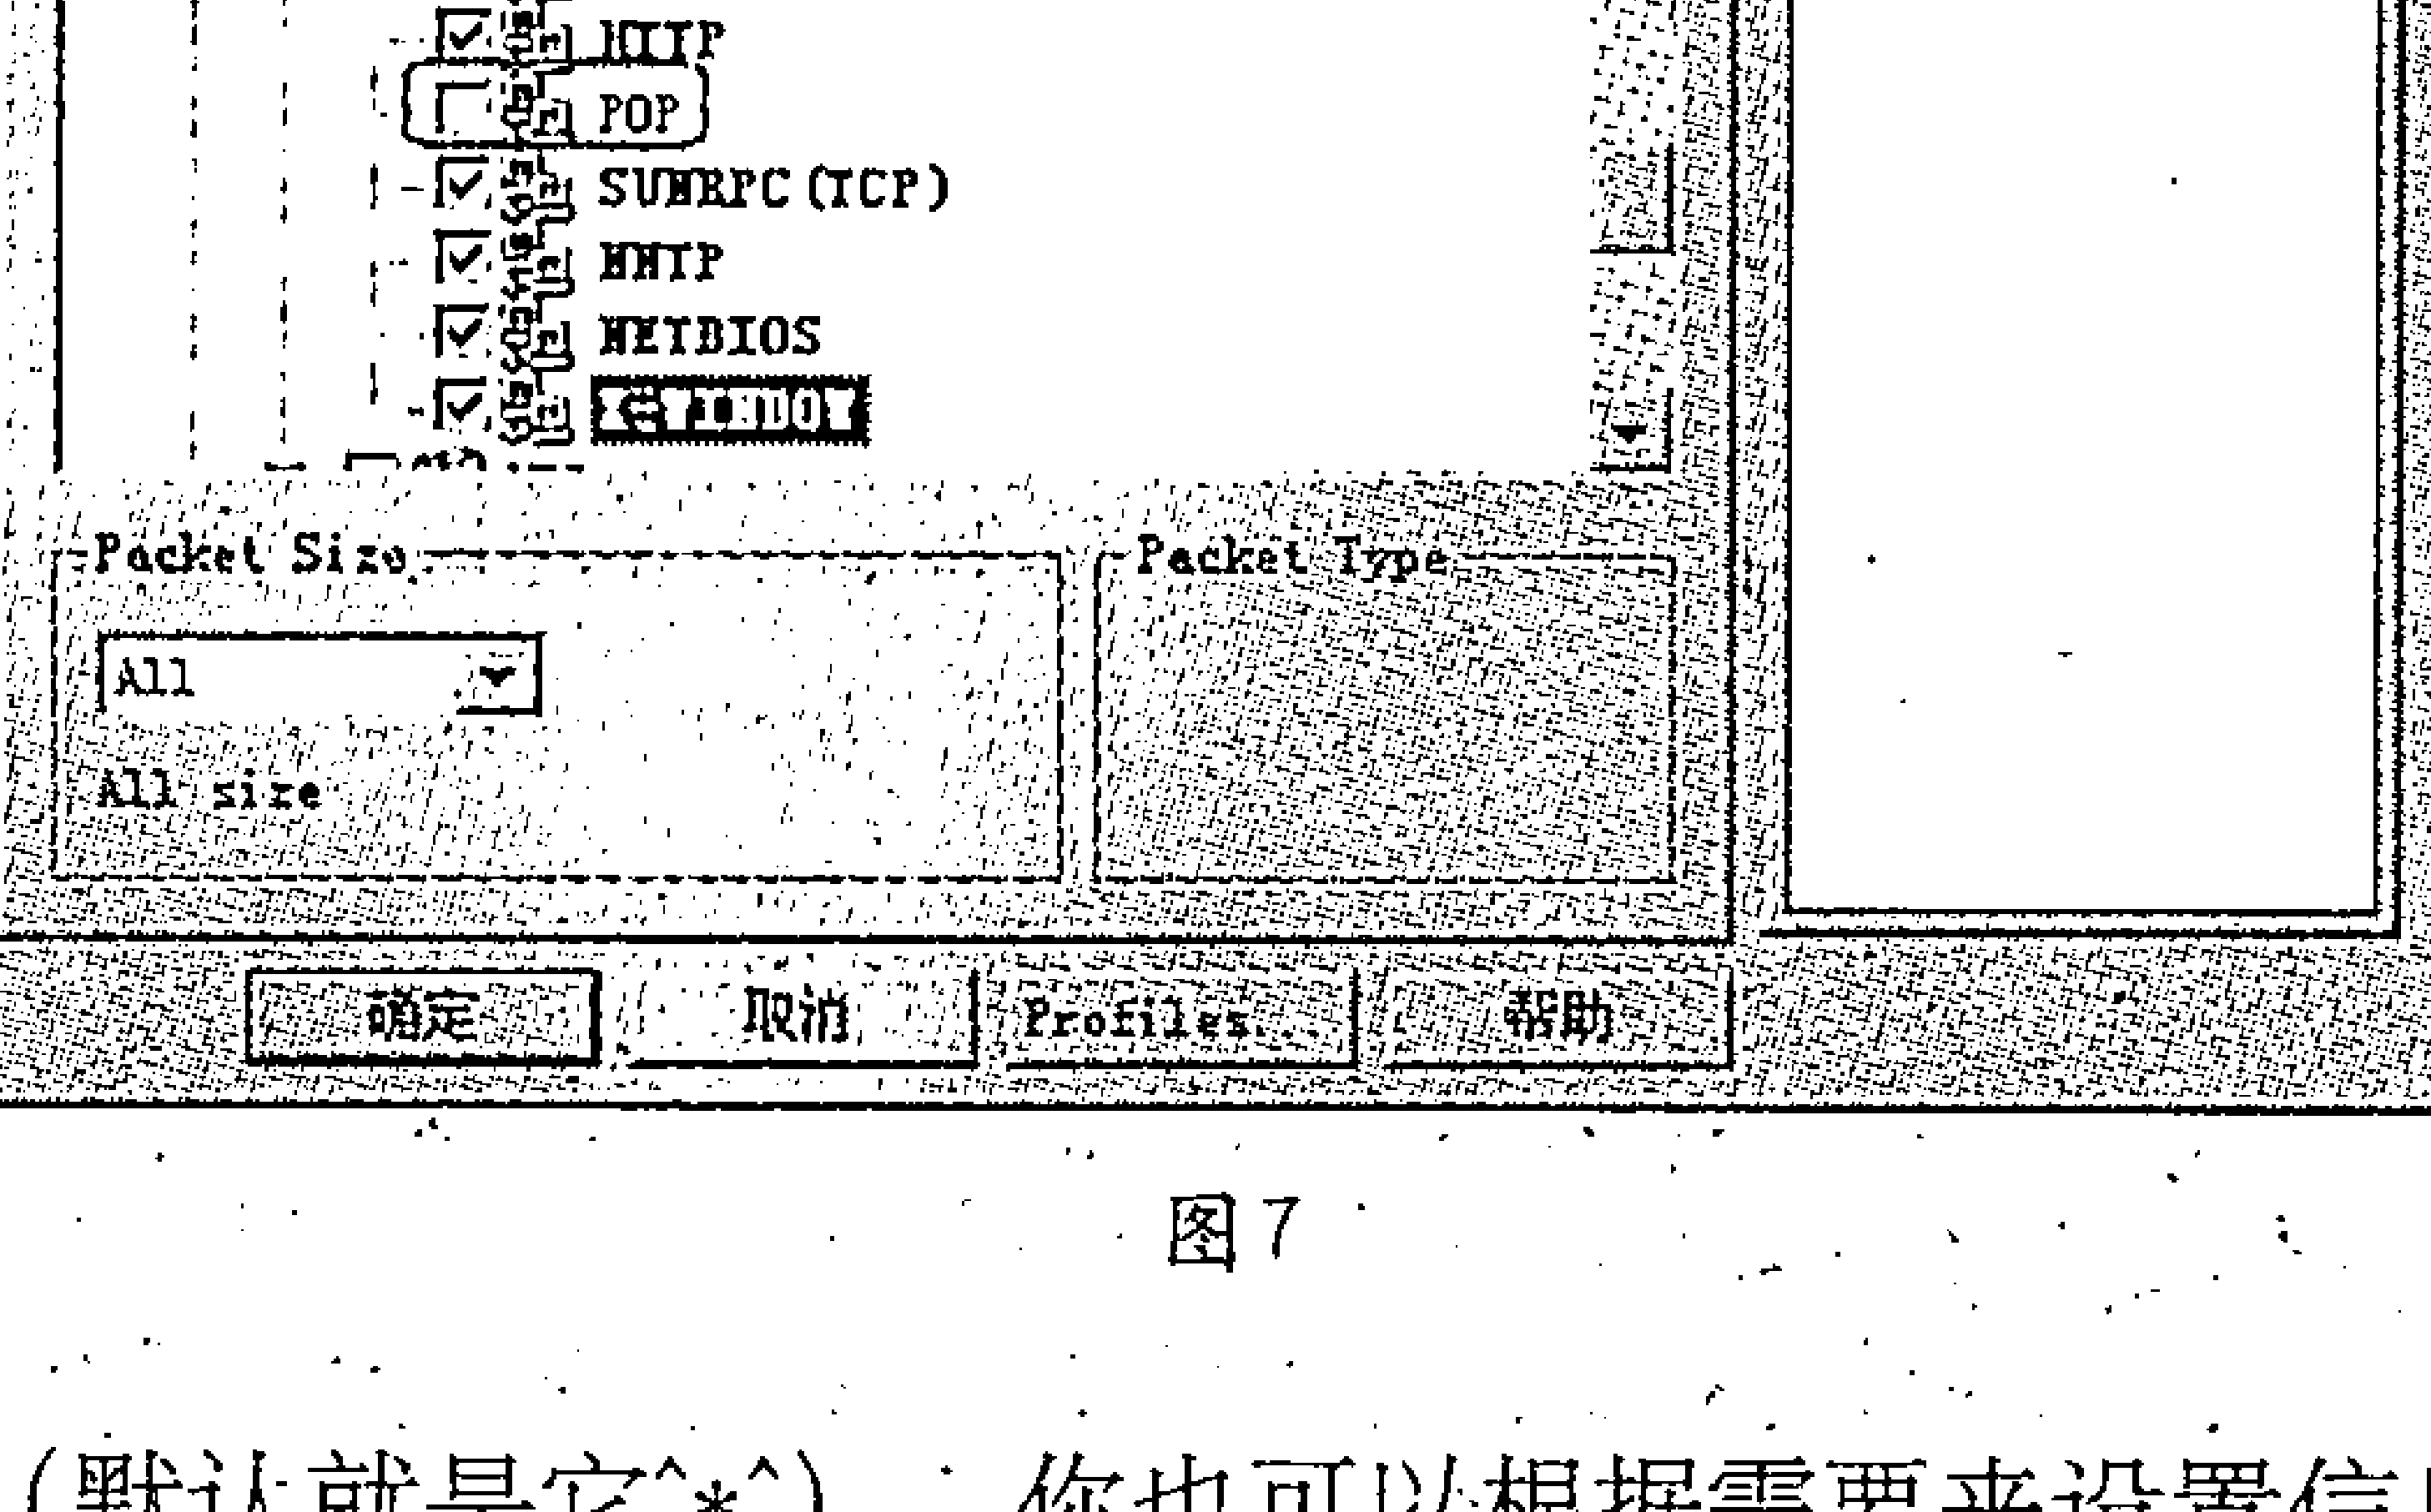 HTTP
POP
SUNRPC(TCP)
NNTP
NETBIOS
X-WINDOW
Packet Size
Packet Type
All
All size
确定 取消 Profiles... 帮助
图7
(默认就是它^*^) 你也可以根据需要来设置信